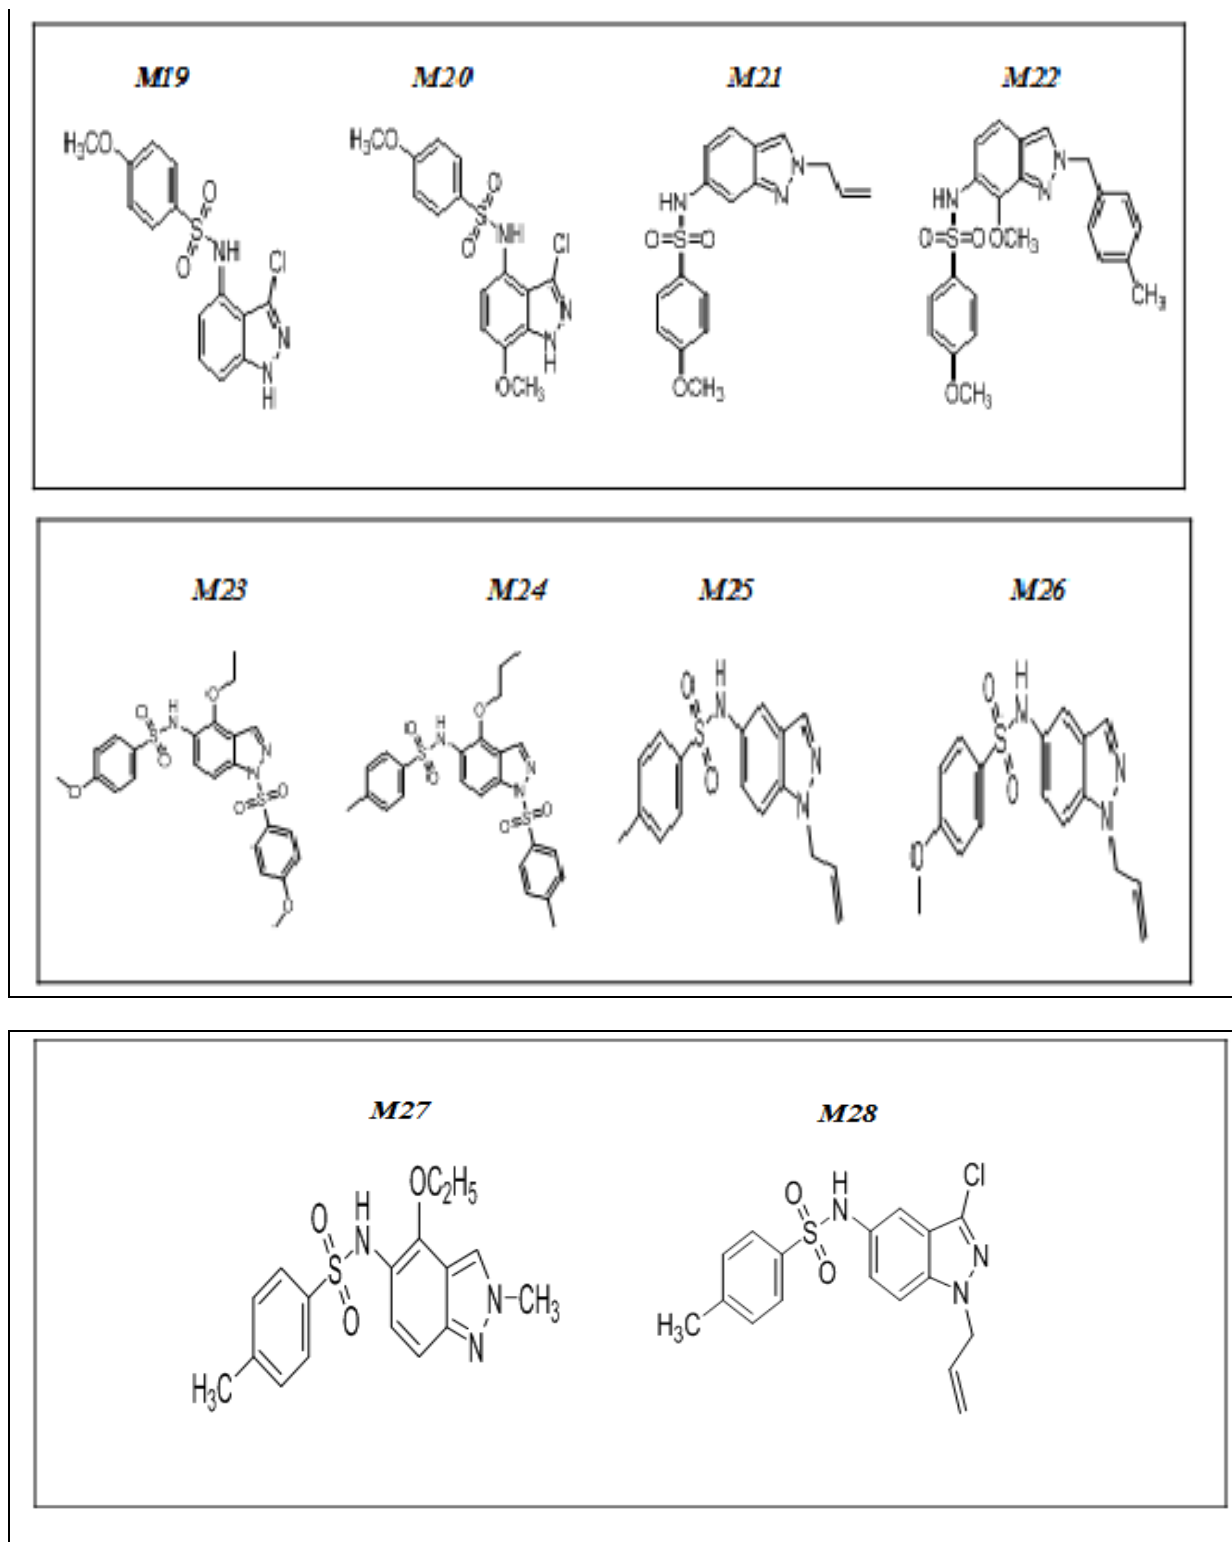 M19 M20 M21 M22
H₃CO O S O NH Cl N N H
H₃CO O S O NH Cl N N H OCH₃
N N HN O=S=O OCH₃
N N HN O=S=O OCH₃ CH₃ OCH₃
M23 M24 M25 M26
O H N S O O N N O S O O
O H N S O O N N O S O
O H N S O N N
O H N S O N N O
M27 M28
OC₂H₅ H N O S O N-CH₃ N H₃C
Cl H N O S O N N H₃C